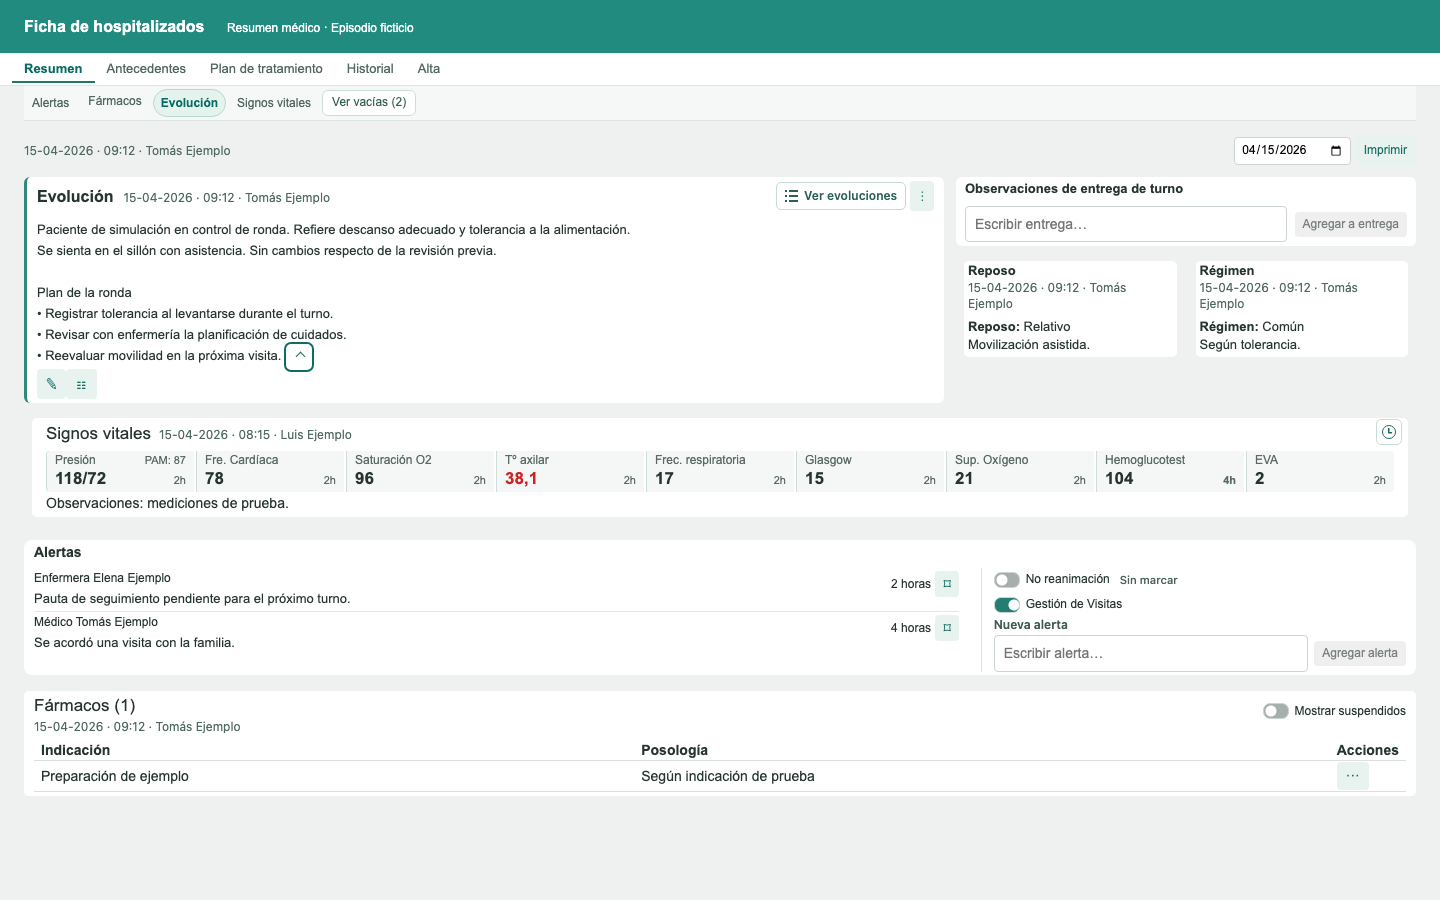 Ficha de hospitalizados Resumen médico · Episodio ficticio
Resumen Antecedentes Plan de tratamiento Historial Alta
Alertas Fármacos Evolución Signos vitales Ver vacías (2)
15-04-2026 · 09:12 · Tomás Ejemplo
04/15/2026 Imprimir
Evolución 15-04-2026 · 09:12 · Tomás Ejemplo
Ver evoluciones
Paciente de simulación en control de ronda. Refiere descanso adecuado y tolerancia a la alimentación.
Se sienta en el sillón con asistencia. Sin cambios respecto de la revisión previa.
Plan de la ronda
• Registrar tolerancia al levantarse durante el turno.
• Revisar con enfermería la planificación de cuidados.
• Reevaluar movilidad en la próxima visita.
Observaciones de entrega de turno
Escribir entrega… Agregar a entrega
Reposo
15-04-2026 · 09:12 · Tomás
Ejemplo
Reposo: Relativo
Movilización asistida.
Régimen
15-04-2026 · 09:12 · Tomás
Ejemplo
Régimen: Común
Según tolerancia.
Signos vitales 15-04-2026 · 08:15 · Luis Ejemplo
Presión PAM: 87
118/72 2h
Fre. Cardíaca
78 2h
Saturación O2
96 2h
Tº axilar
38,1 2h
Frec. respiratoria
17 2h
Glasgow
15 2h
Sup. Oxígeno
21 2h
Hemoglucotest
104 4h
EVA
2 2h
Observaciones: mediciones de prueba.
Alertas
Enfermera Elena Ejemplo
Pauta de seguimiento pendiente para el próximo turno.
2 horas
Médico Tomás Ejemplo
Se acordó una visita con la familia.
4 horas
No reanimación Sin marcar
Gestión de Visitas
Nueva alerta
Escribir alerta… Agregar alerta
Fármacos (1)
15-04-2026 · 09:12 · Tomás Ejemplo
Mostrar suspendidos
Indicación Posología Acciones
Preparación de ejemplo Según indicación de prueba ···